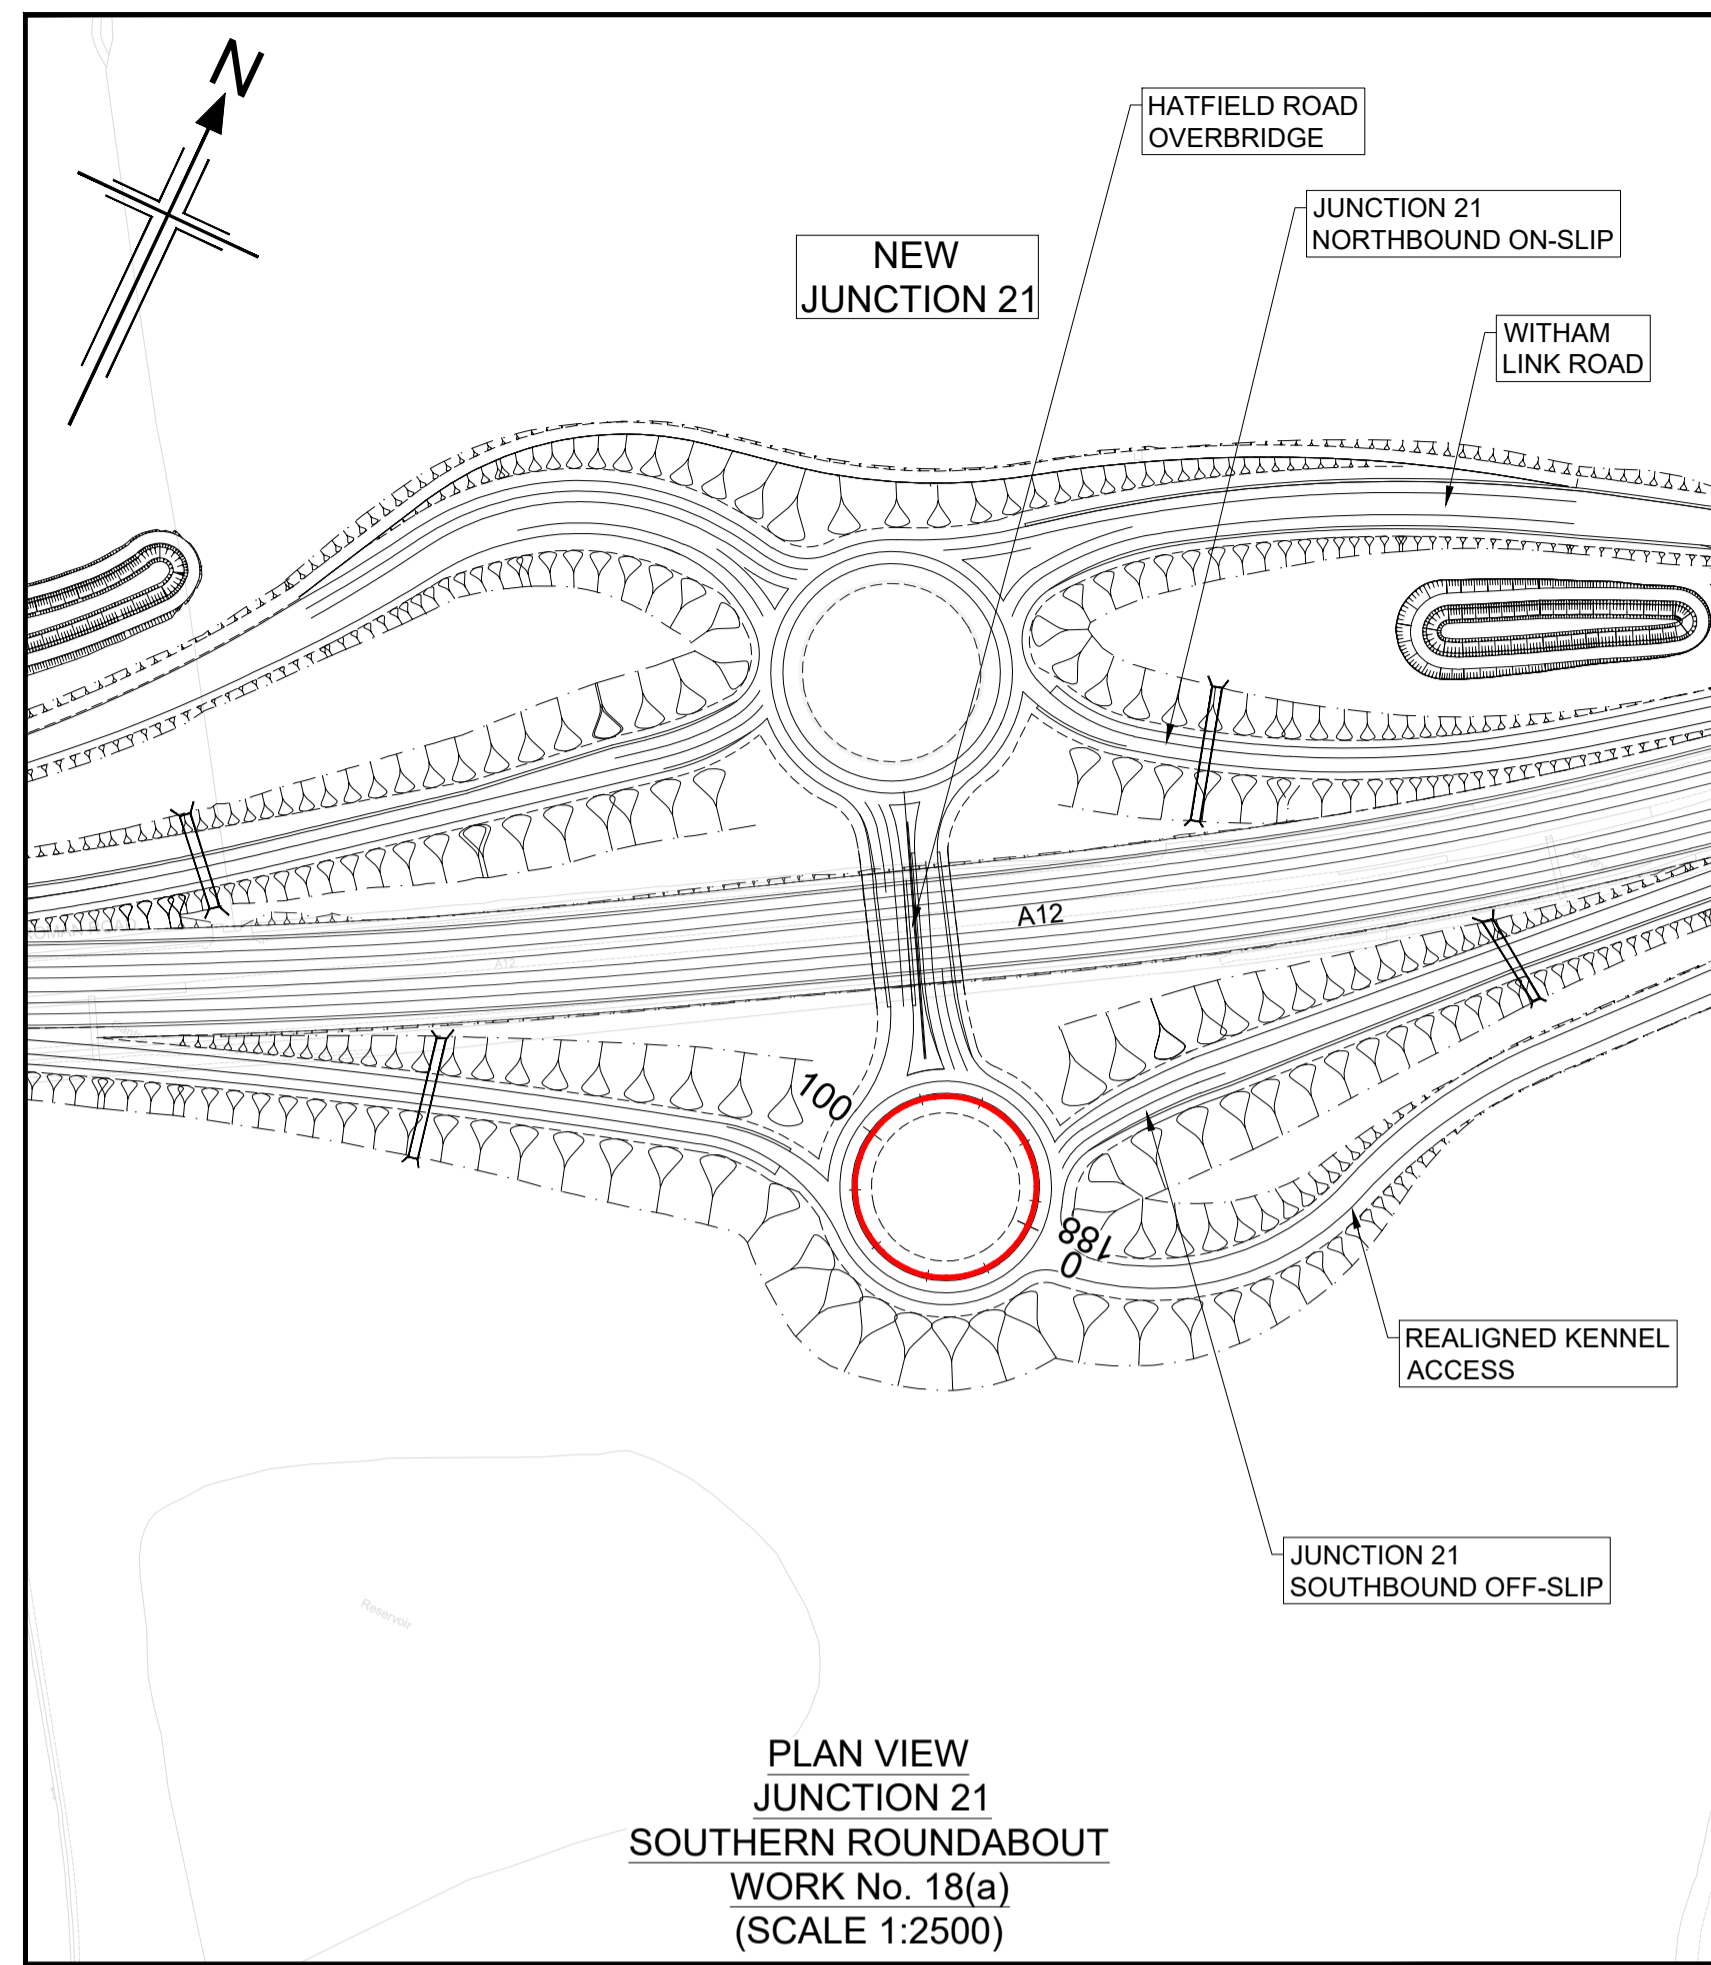 N
HATFIELD ROAD
OVERBRIDGE
JUNCTION 21
NORTHBOUND ON-SLIP
NEW
JUNCTION 21
WITHAM
LINK ROAD
A12
A12
100
188
0
REALIGNED KENNEL
ACCESS
JUNCTION 21
SOUTHBOUND OFF-SLIP
Reservoir
PLAN VIEW
JUNCTION 21
SOUTHERN ROUNDABOUT
WORK No. 18(a)
(SCALE 1:2500)